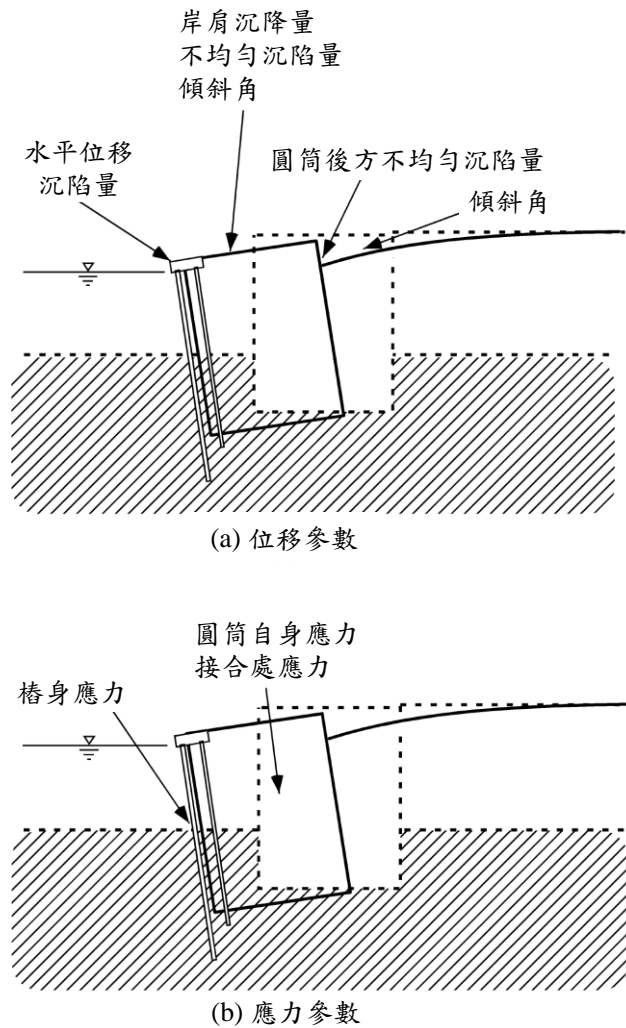 岸肩沉降量
不均勻沉陷量
傾斜角
水平位移
沉陷量
圓筒後方不均勻沉陷量
傾斜角
(a) 位移參數
圓筒自身應力
接合處應力
樁身應力
(b) 應力參數